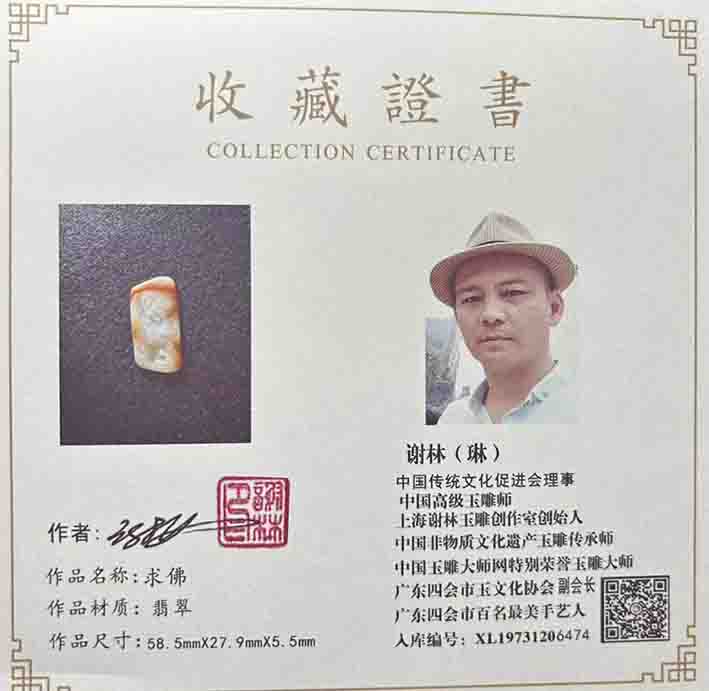 收藏證書
COLLECTION CERTIFICATE
谢林（琳）
中国传统文化促进会理事
中国高级玉雕师
上海谢林玉雕创作室创始人
中国非物质文化遗产玉雕传承师
中国玉雕大师网特别荣誉玉雕大师
广东四会市玉文化协会 副会长
广东四会市百名最美手艺人
入库编号：XL19731206474
作者：
作品名称：求佛
作品材质：翡翠
作品尺寸：58.5mmX27.9mmX5.5mm